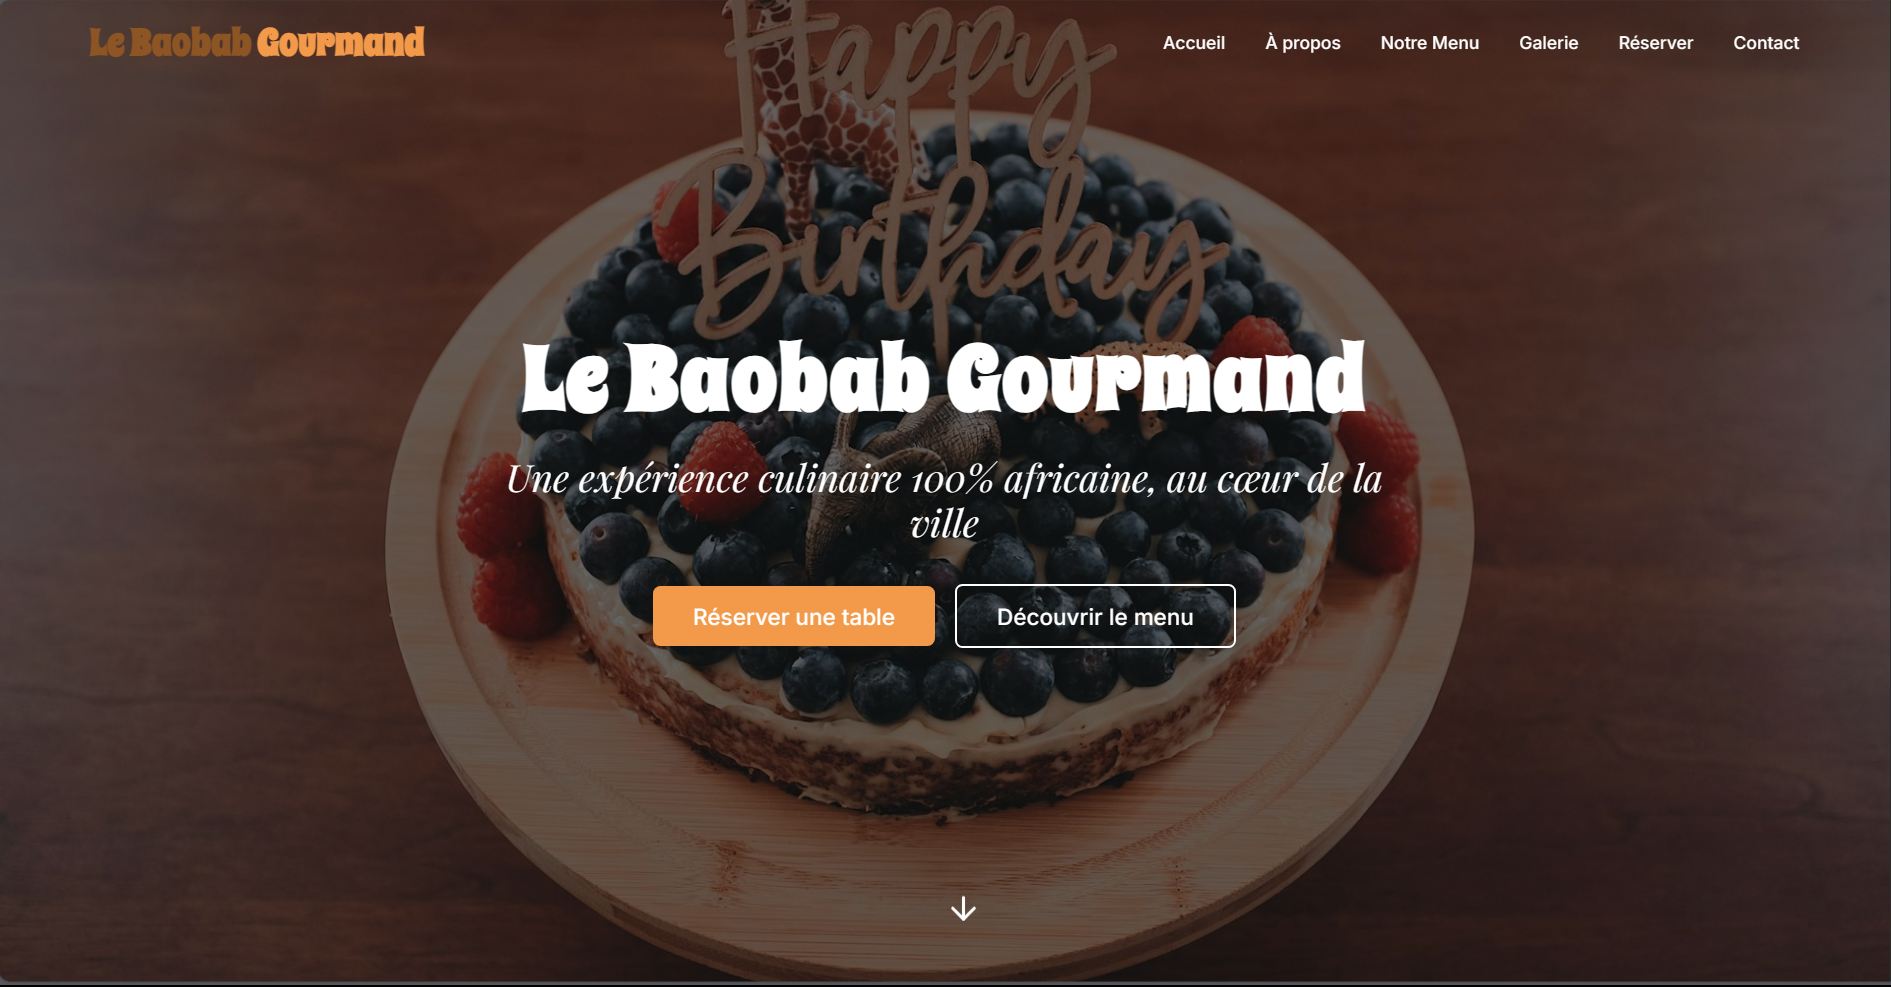 Le Baobab Gourmand
Accueil À propos Notre Menu Galerie Réserver Contact
Happy
Birthday
Le Baobab Gourmand
Une expérience culinaire 100% africaine, au cœur de la
ville
Réserver une table
Découvrir le menu